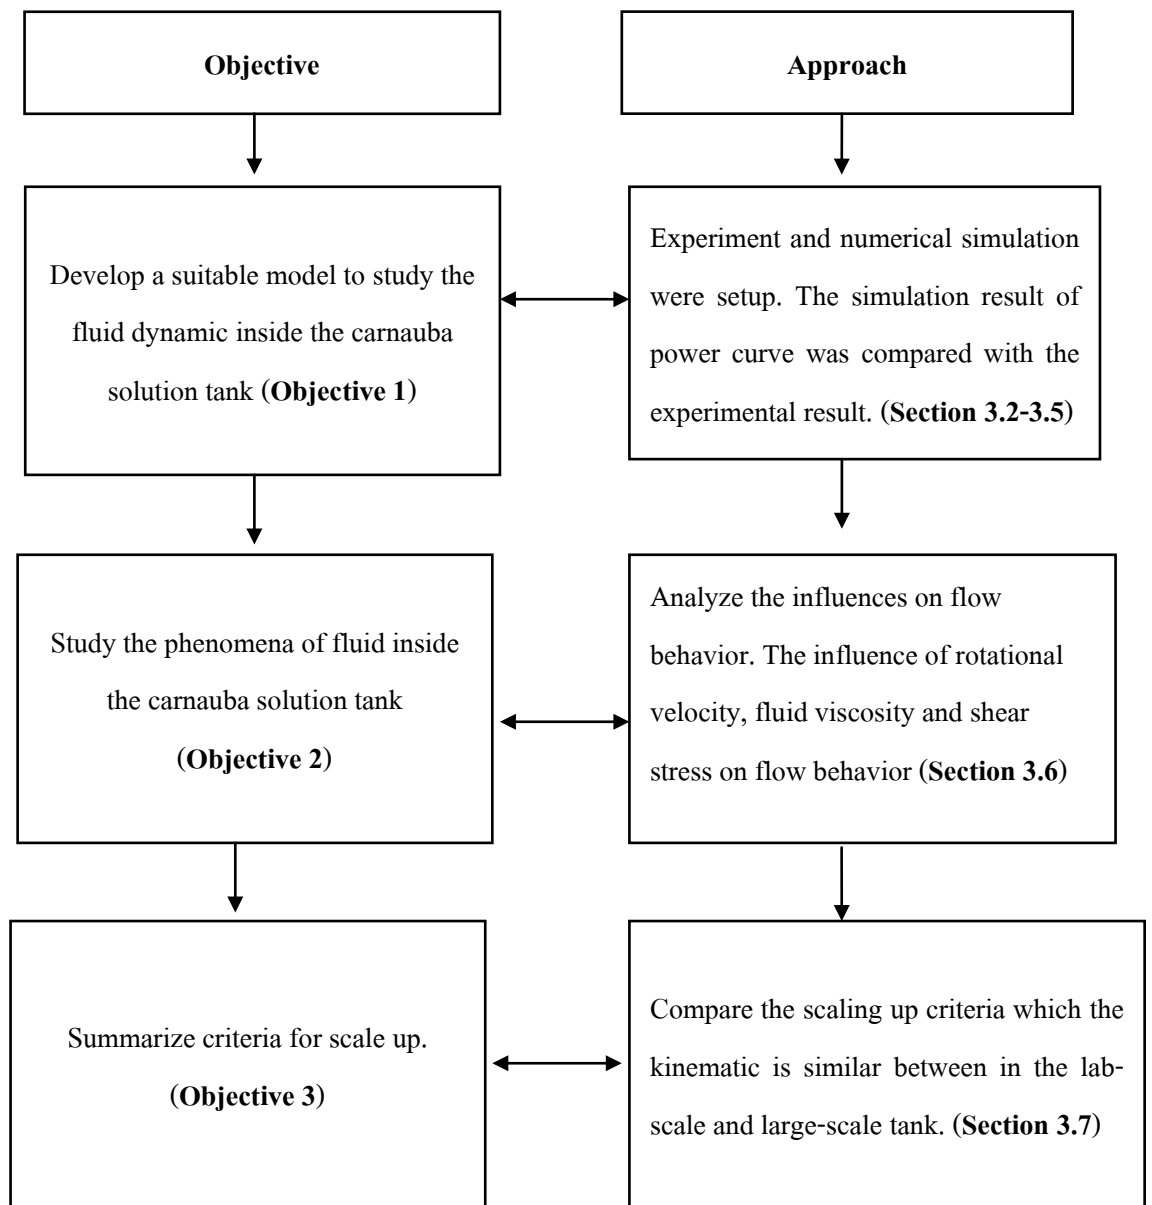 Objective
Approach
Develop a suitable model to study the
fluid dynamic inside the carnauba
solution tank (Objective 1)
Experiment and numerical simulation
were setup. The simulation result of
power curve was compared with the
experimental result. (Section 3.2-3.5)
Study the phenomena of fluid inside
the carnauba solution tank
(Objective 2)
Analyze the influences on flow
behavior. The influence of rotational
velocity, fluid viscosity and shear
stress on flow behavior (Section 3.6)
Summarize criteria for scale up.
(Objective 3)
Compare the scaling up criteria which the
kinematic is similar between in the lab-
scale and large-scale tank. (Section 3.7)